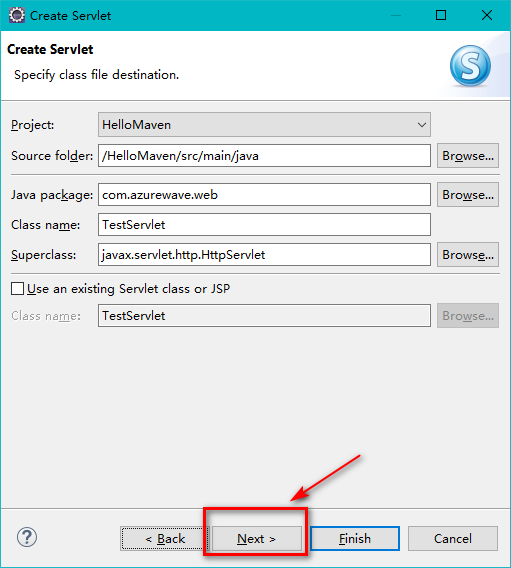 Create Servlet
Create Servlet
Specify class file destination.
S
Project: HelloMaven
Source folder: /HelloMaven/src/main/java Browse...
Java package: com.azurewave.web Browse...
Class name: TestServlet
Superclass: javax.servlet.http.HttpServlet Browse...
Use an existing Servlet class or JSP
Class name: TestServlet Browse...
? < Back Next > Finish Cancel